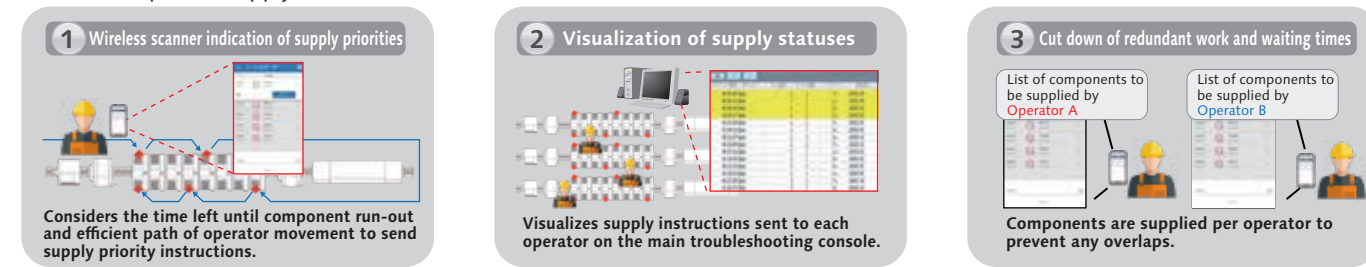 1 Wireless scanner indication of supply priorities
Considers the time left until component run-out
and efficient path of operator movement to send
supply priority instructions.
2 Visualization of supply statuses
Visualizes supply instructions sent to each
operator on the main troubleshooting console.
3 Cut down of redundant work and waiting times
List of components to
be supplied by
Operator A
List of components to
be supplied by
Operator B
Components are supplied per operator to
prevent any overlaps.